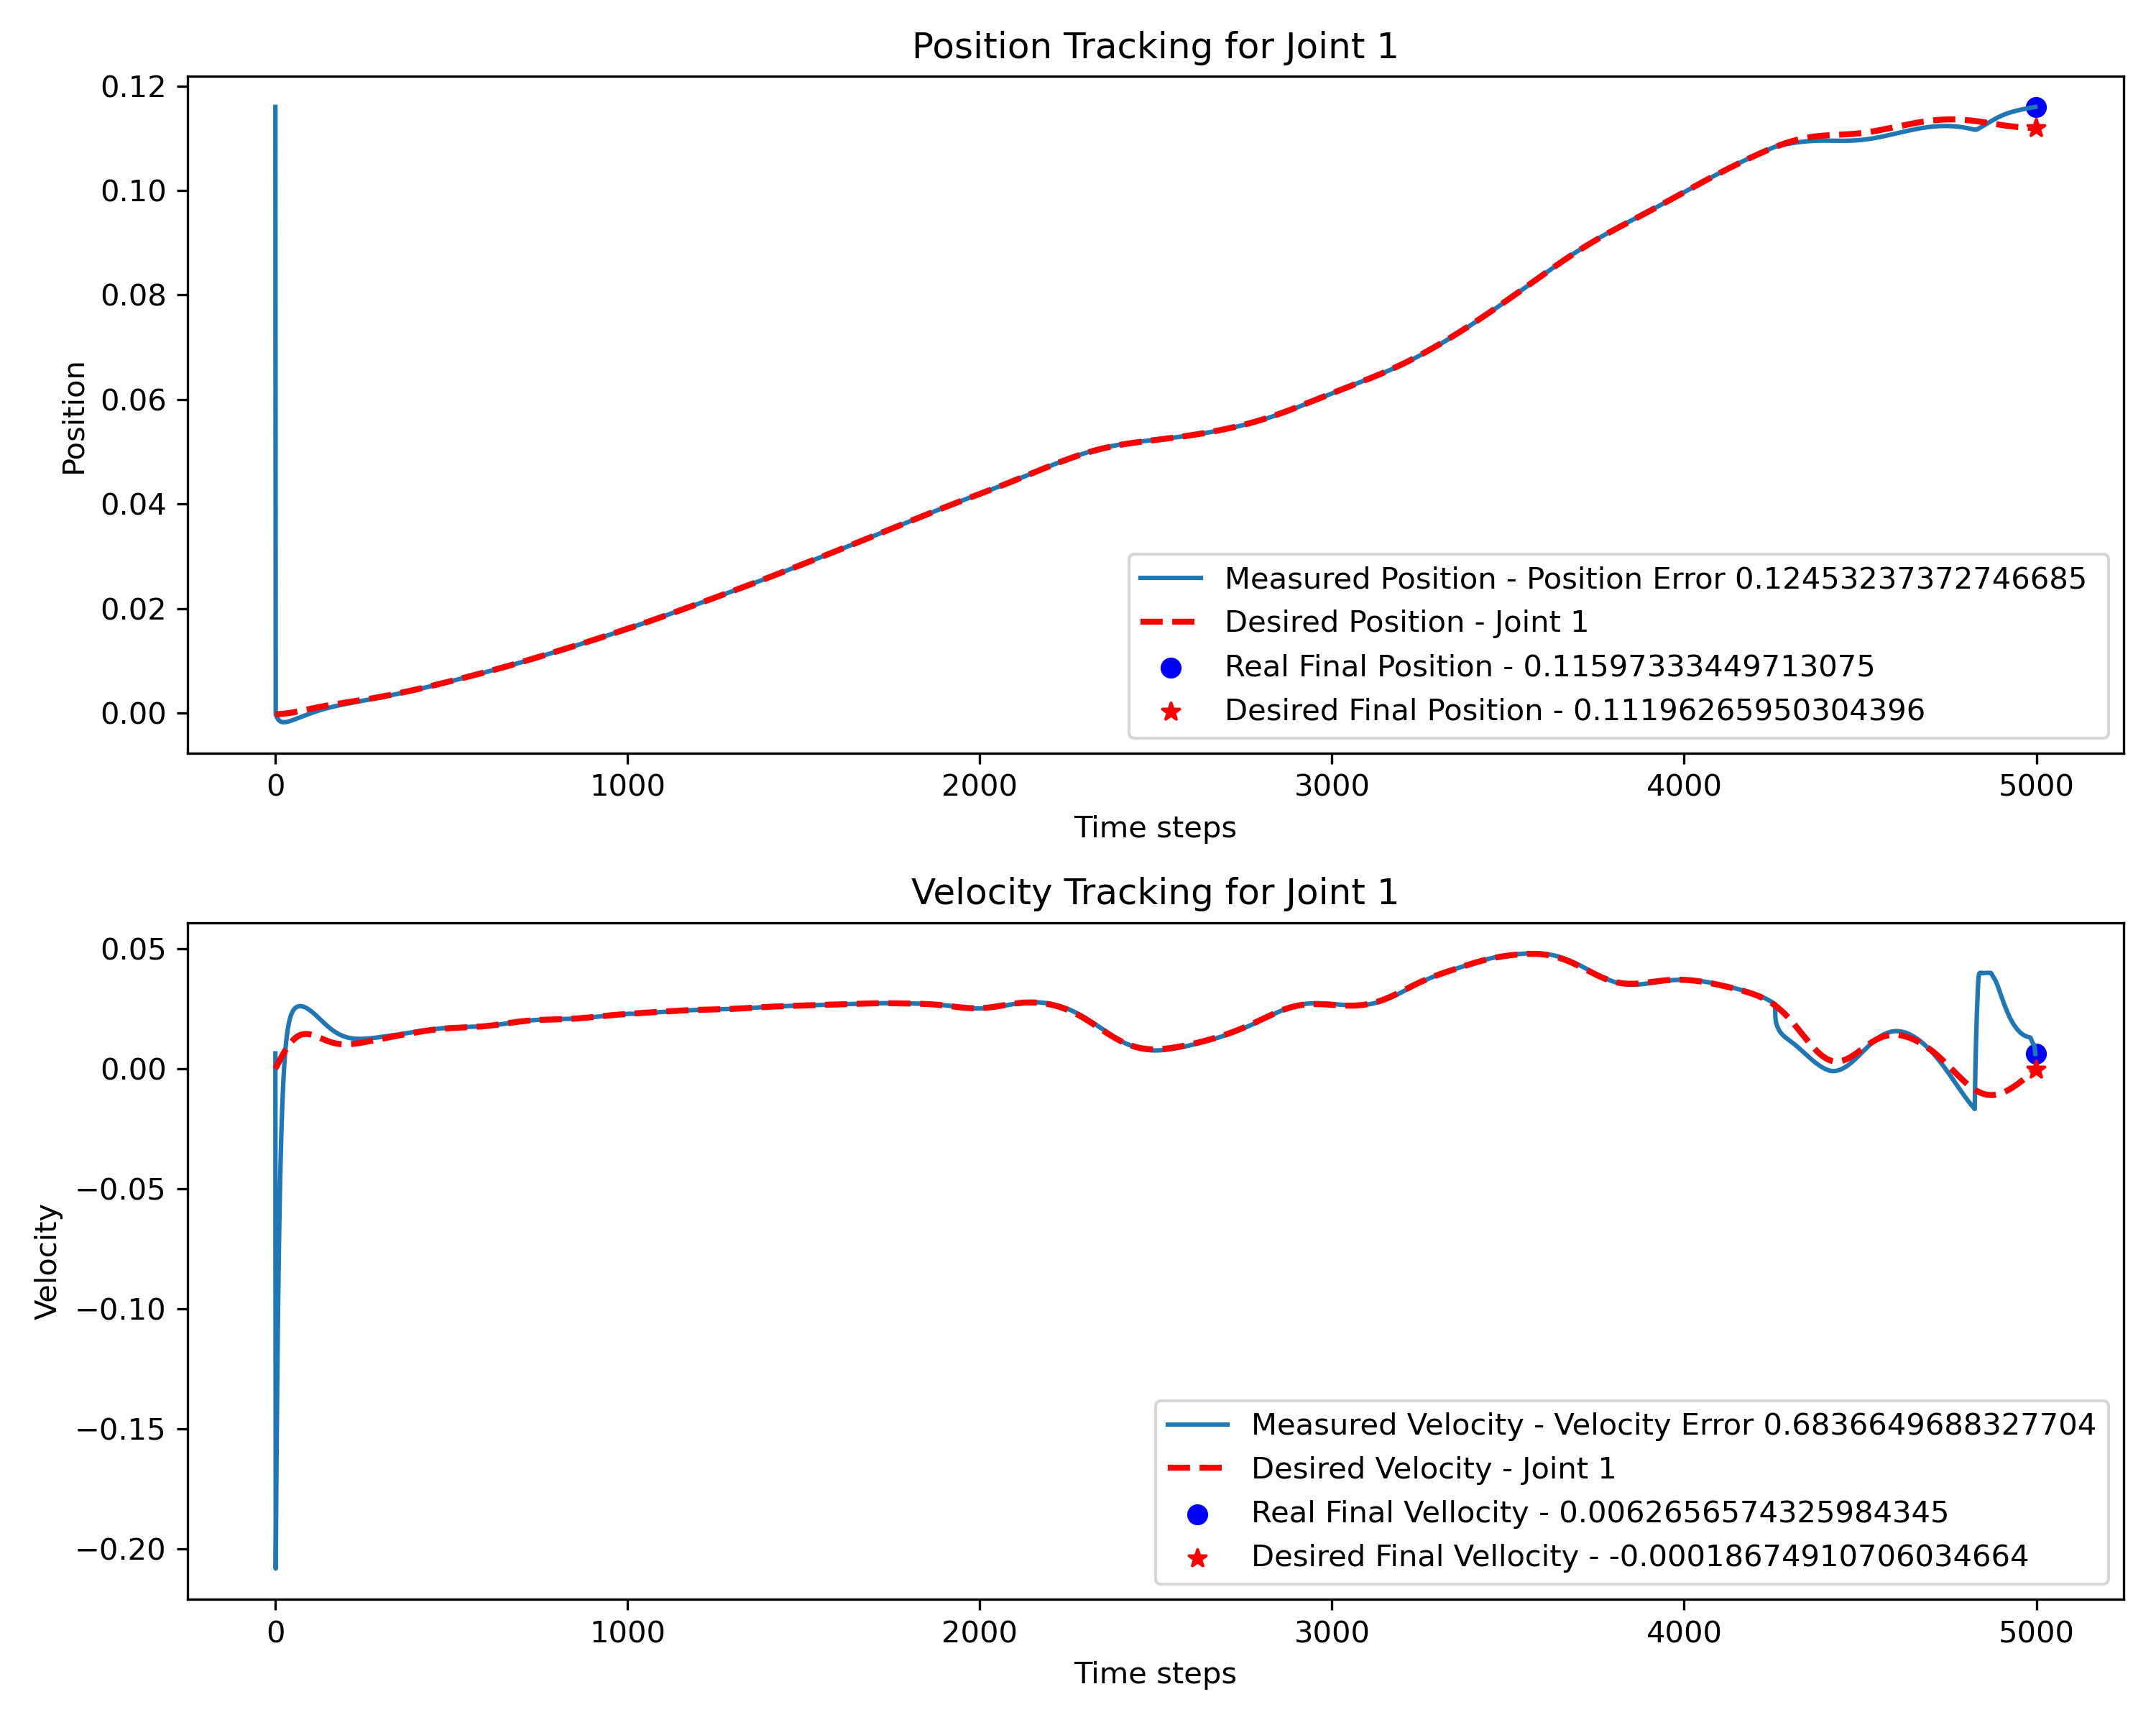 Position Tracking for Joint 1
0.12
0.10
0.08
0.06
0.04
0.02
0.00
Position
Measured Position - Position Error 0.12453237372746685
Desired Position - Joint 1
Real Final Position - 0.11597333449713075
Desired Final Position - 0.11196265950304396
0 1000 2000 3000 4000 5000
Time steps
Velocity Tracking for Joint 1
0.05
0.00
−0.05
−0.10
−0.15
−0.20
Velocity
Measured Velocity - Velocity Error 0.6836649688327704
Desired Velocity - Joint 1
Real Final Vellocity - 0.0062656574325984345
Desired Final Vellocity - -0.00018674910706034664
0 1000 2000 3000 4000 5000
Time steps